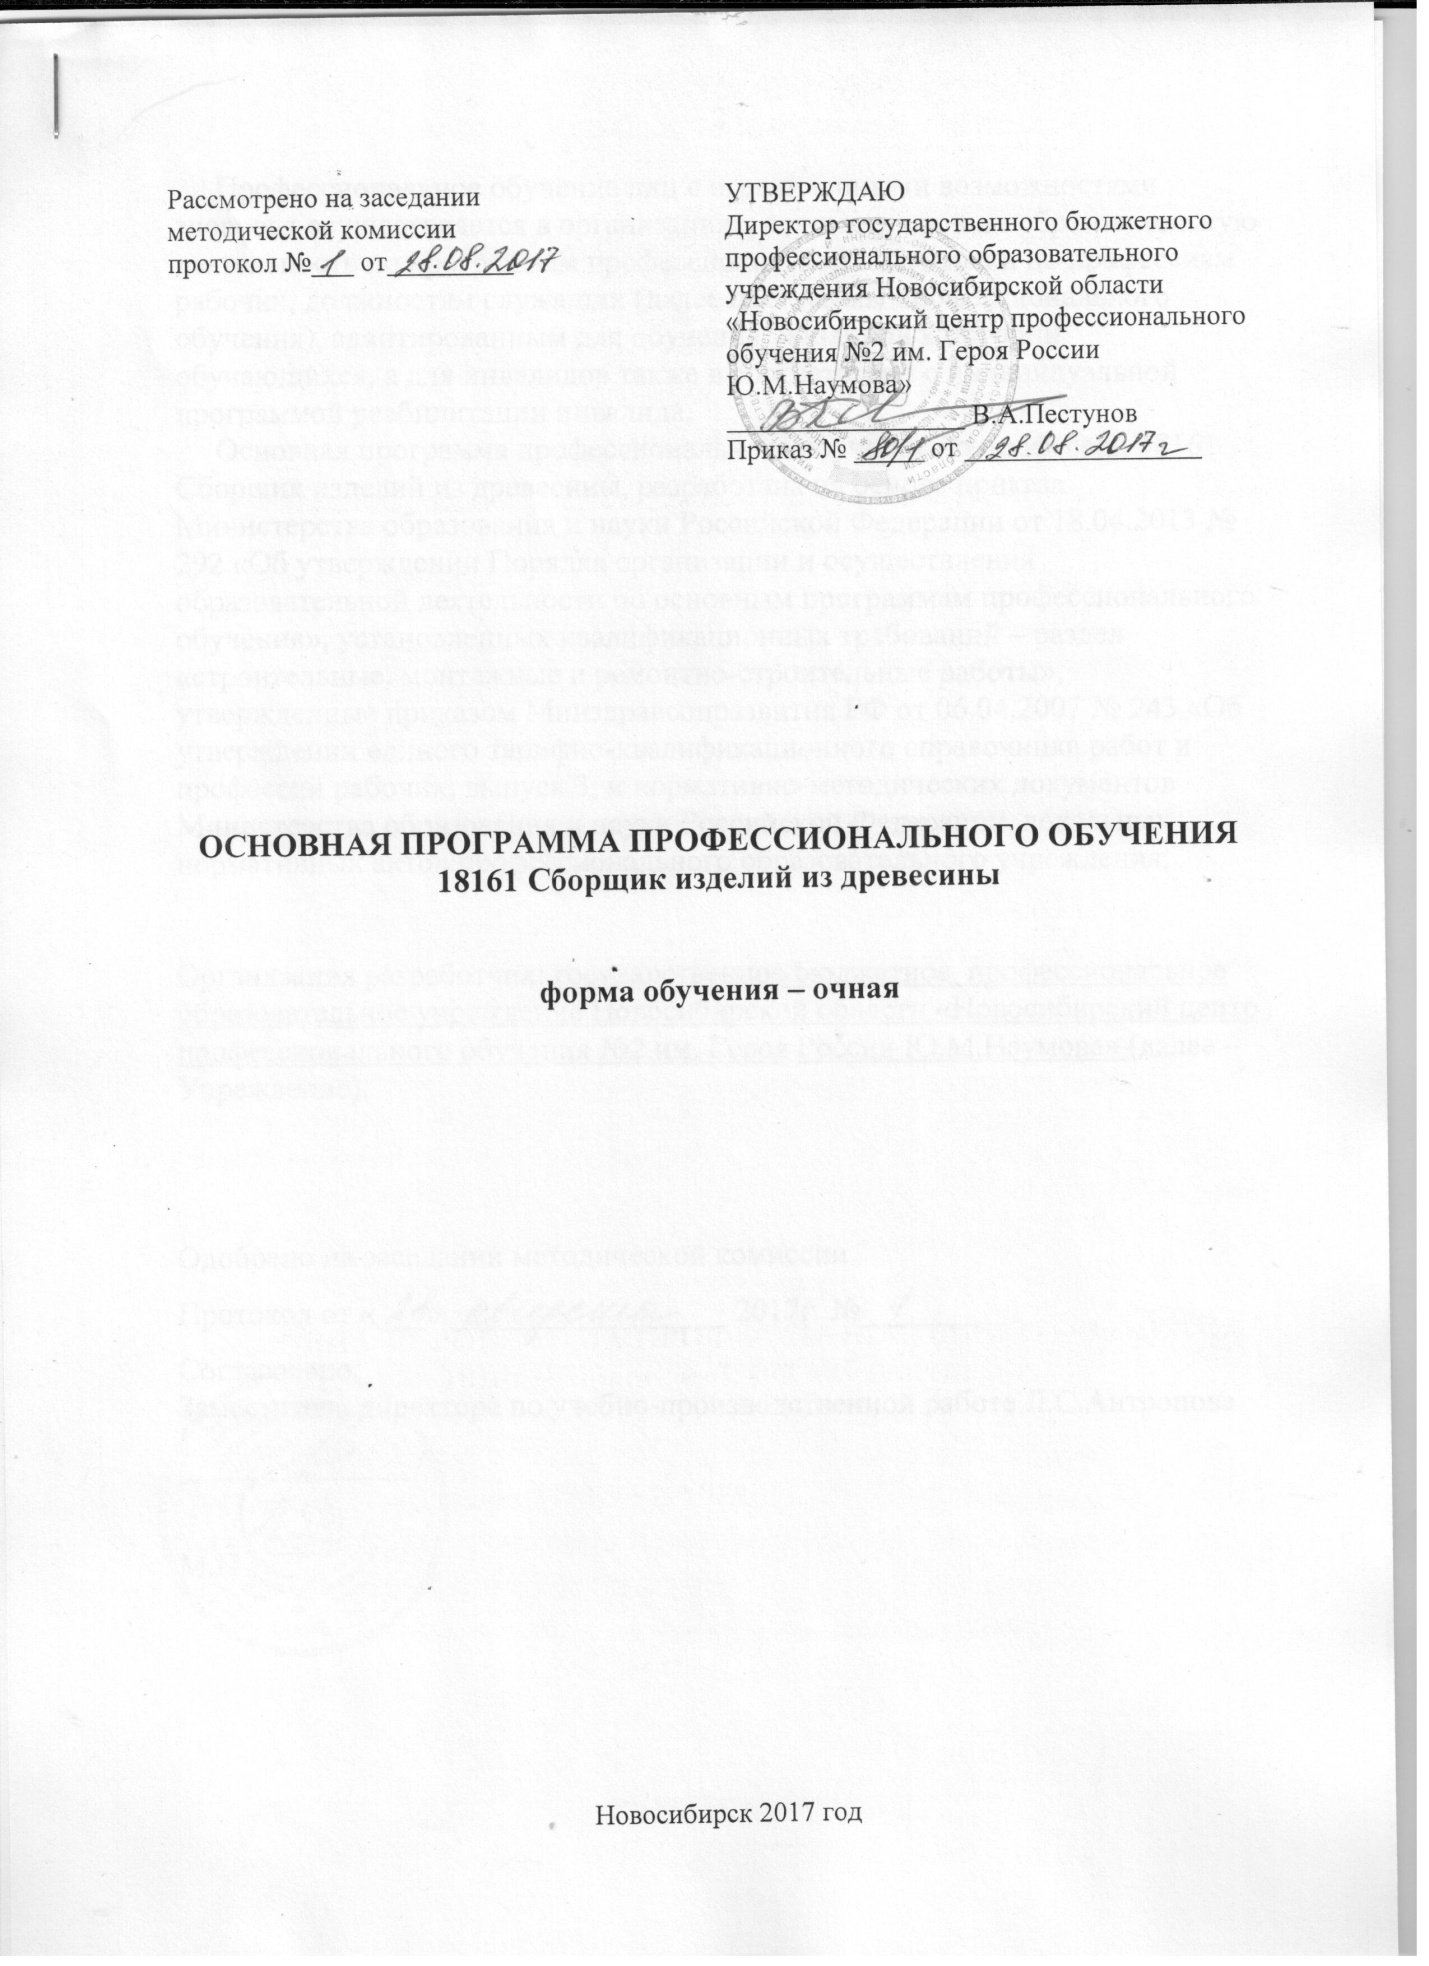 Рассмотрено на заседании
методической комиссии
протокол № 1 от 28.08.2017
УТВЕРЖДАЮ
Директор государственного бюджетного
профессионального образовательного
учреждения Новосибирской области
«Новосибирский центр профессионального
обучения №2 им. Героя России
Ю.М.Наумова»
В.А.Пестунов
Приказ № 80/1 от 28.08.2017г
ОСНОВНАЯ ПРОГРАММА ПРОФЕССИОНАЛЬНОГО ОБУЧЕНИЯ
18161 Сборщик изделий из древесины
форма обучения – очная
Новосибирск 2017 год